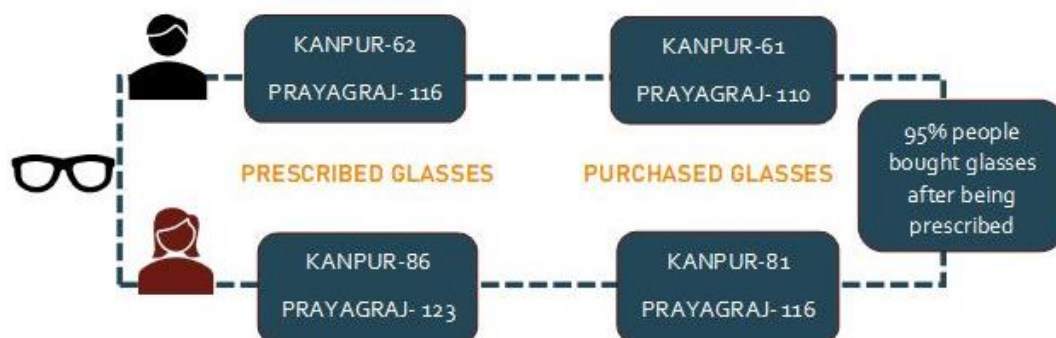 KANPUR-62
PRAYAGRAJ- 116
KANPUR-61
PRAYAGRAJ- 110
PRESCRIBED GLASSES
PURCHASED GLASSES
95% people
bought glasses
after being
prescribed
KANPUR-86
PRAYAGRAJ- 123
KANPUR-81
PRAYAGRAJ- 116